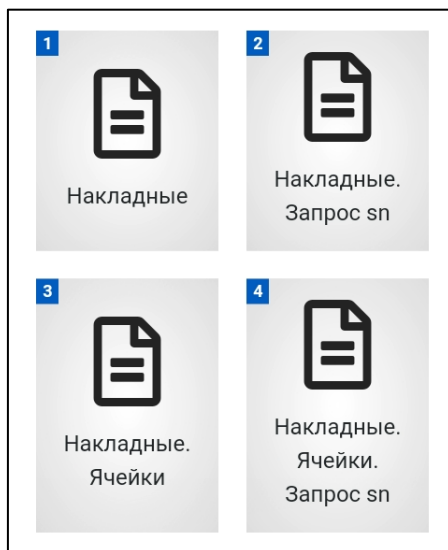 1
Накладные
2
Накладные.
Запрос sn
3
Накладные.
Ячейки
4
Накладные.
Ячейки.
Запрос sn